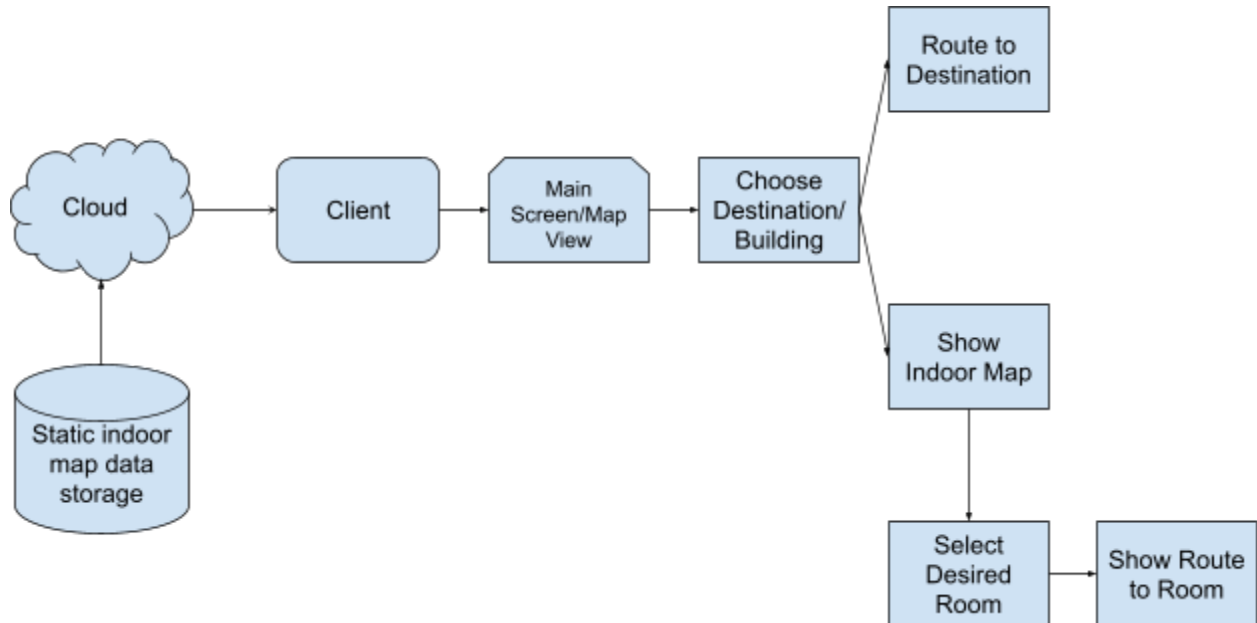 Route to
Destination
Cloud
Client
Main
Screen/Map
View
Choose
Destination/
Building
Show
Indoor Map
Static indoor
map data
storage
Select
Desired
Room
Show Route
to Room